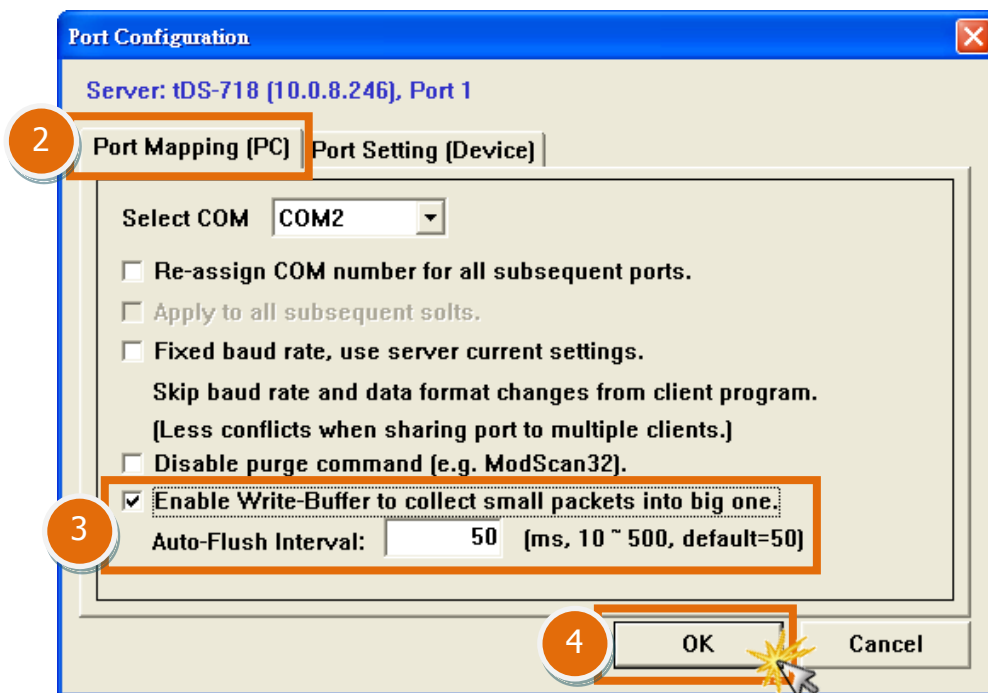 Port Configuration
Server: tDS-718 (10.0.8.246), Port 1
2
Port Mapping (PC) Port Setting (Device)
Select COM COM2
Re-assign COM number for all subsequent ports.
Apply to all subsequent solts.
Fixed baud rate, use server current settings.
Skip baud rate and data format changes from client program.
(Less conflicts when sharing port to multiple clients.)
Disable purge command (e.g. ModScan32).
Enable Write-Buffer to collect small packets into big one.
3
Auto-Flush Interval: 50 (ms, 10 ~ 500, default=50)
4
OK Cancel